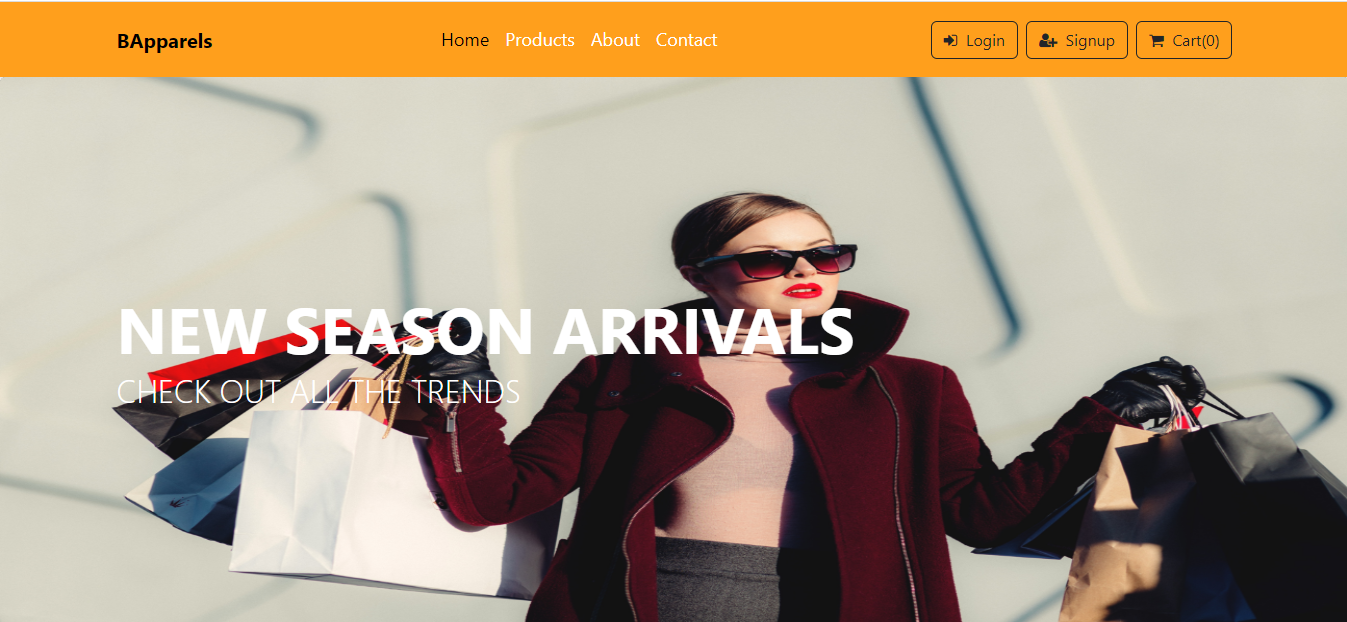 BApparels Home Products About Contact Login Signup Cart(0)
NEW SEASON ARRIVALS
CHECK OUT ALL THE TRENDS